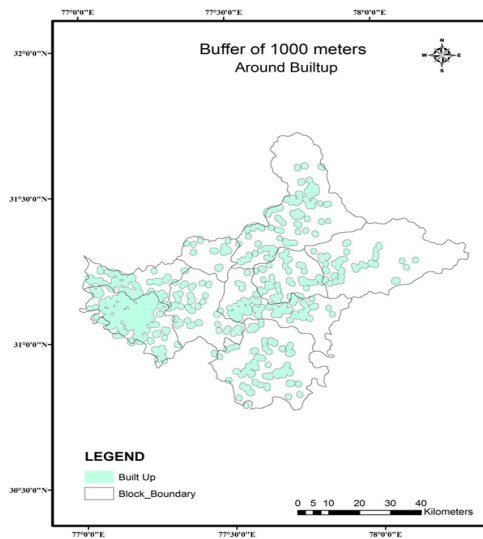 77°0'0"E 77°30'0"E 78°0'0"E
Buffer of 1000 meters
Around Builtup
N
W E
S
32°0'0"N
31°30'0"N
31°0'0"N
30°30'0"N
LEGEND
Built Up
Block_Boundary
0 5 10 20 30 40
Kilometers
77°0'0"E 77°30'0"E 78°0'0"E